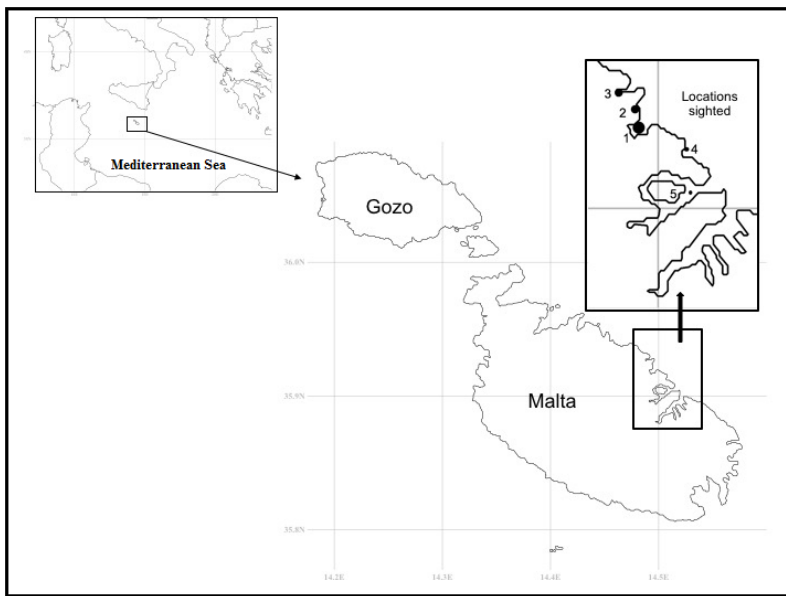 Mediterranean Sea
Locations
sighted
3
2
1
4
5
Gozo
Malta
36.0N
35.9N
35.8N
14.2E
14.3E
14.4E
14.5E